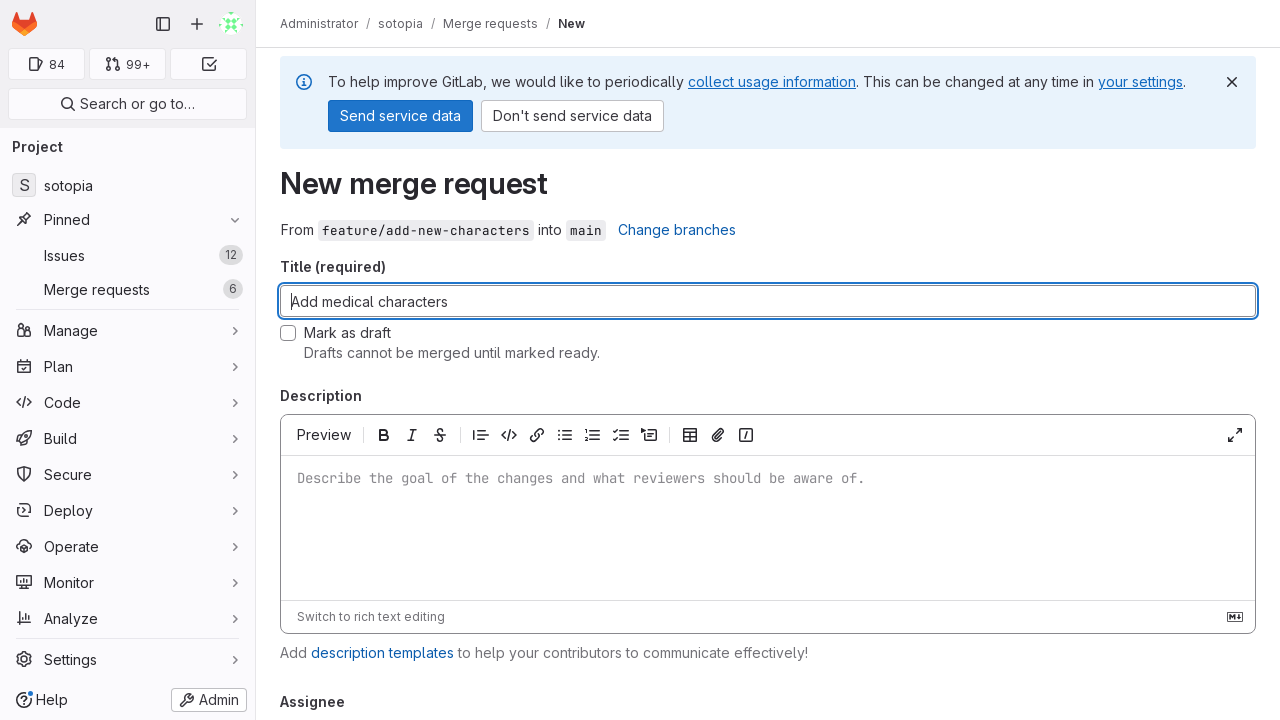 Administrator / sotopia / Merge requests / New
84
99+
Search or go to…
Project
S sotopia
Pinned
Issues 12
Merge requests 6
Manage
Plan
Code
Build
Secure
Deploy
Operate
Monitor
Analyze
Settings
Help
Admin
To help improve GitLab, we would like to periodically collect usage information. This can be changed at any time in your settings.
Send service data Don't send service data
New merge request
From feature/add-new-characters into main Change branches
Title (required)
Add medical characters
Mark as draft
Drafts cannot be merged until marked ready.
Description
Preview
Describe the goal of the changes and what reviewers should be aware of.
Switch to rich text editing
Add description templates to help your contributors to communicate effectively!
Assignee